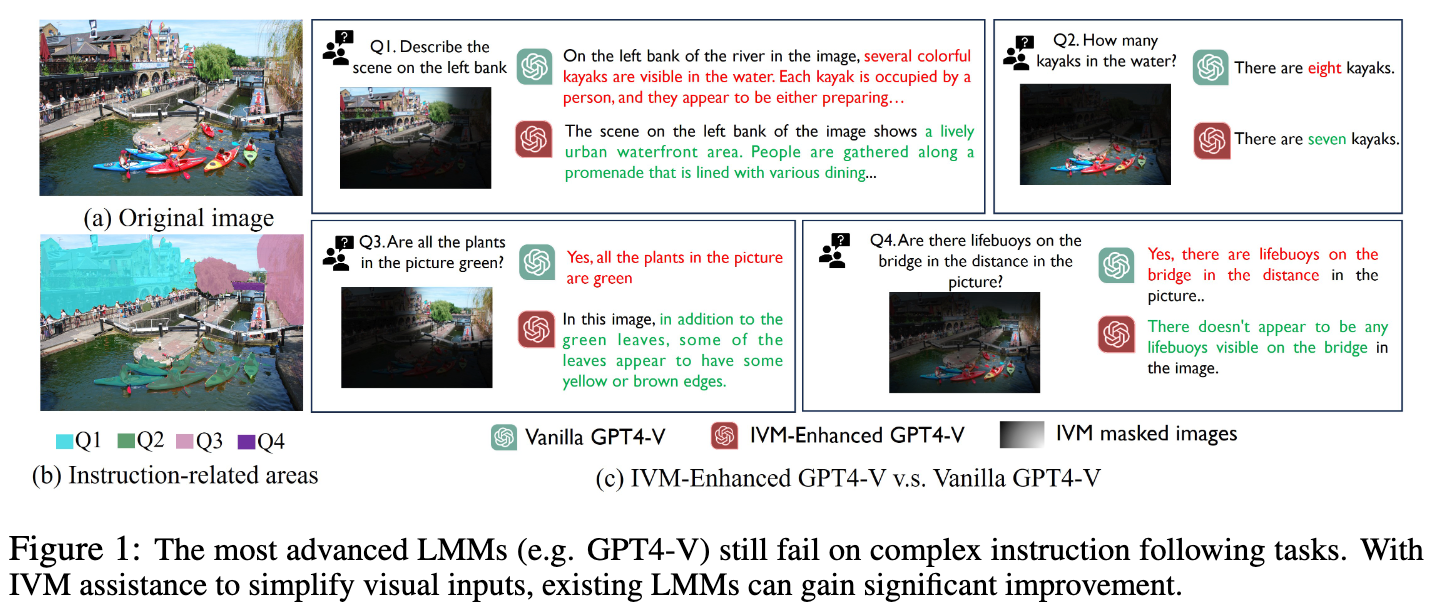 Q1. Describe the
scene on the left bank
On the left bank of the river in the image, several colorful
kayaks are visible in the water. Each kayak is occupied by a
person, and they appear to be either preparing…
The scene on the left bank of the image shows a lively
urban waterfront area. People are gathered along a
promenade that is lined with various dining...
Q2. How many
kayaks in the water?
There are eight kayaks.
There are seven kayaks.
(a) Original image
Q3. Are all the plants
in the picture green?
Yes, all the plants in the picture
are green
In this image, in addition to the
green leaves, some of the
leaves appear to have some
yellow or brown edges.
Q4. Are there lifebuoys on the
bridge in the distance in the
picture?
Yes, there are lifebuoys on the
bridge in the distance in the
picture..
There doesn't appear to be any
lifebuoys visible on the bridge in
the image.
Q1 Q2 Q3 Q4
(b) Instruction-related areas
Vanilla GPT4-V IVM-Enhanced GPT4-V IVM masked images
(c) IVM-Enhanced GPT4-V v.s. Vanilla GPT4-V
Figure 1: The most advanced LMMs (e.g. GPT4-V) still fail on complex instruction following tasks. With
IVM assistance to simplify visual inputs, existing LMMs can gain significant improvement.